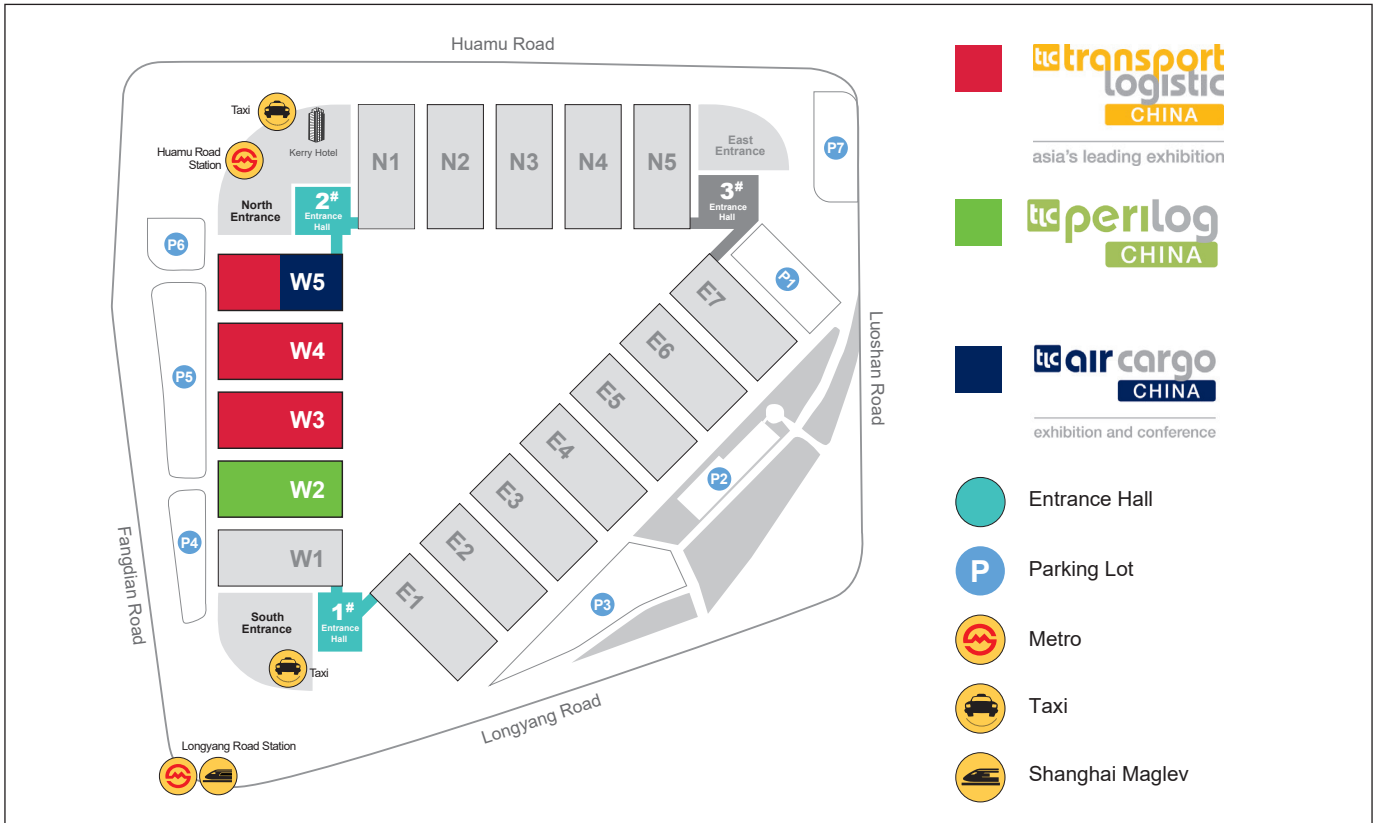 Huamu Road
Taxi
Kerry Hotel
Huamu Road
Station
North
Entrance
2#
Entrance
Hall
N1
N2
N3
N4
N5
East
Entrance
3#
Entrance
Hall
P7
P6
P5
P4
W5
W4
W3
W2
W1
E7
E6
E5
E4
E3
E2
E1
P1
P2
P3
Luoshan Road
Fangdian Road
South
Entrance
1#
Entrance
Hall
Taxi
Longyang Road
Longyang Road Station
tlc transport
logistic
CHINA
asia's leading exhibition
tlc perilog
CHINA
tlc air cargo
CHINA
exhibition and conference
Entrance Hall
P
Parking Lot
Metro
Taxi
Shanghai Maglev